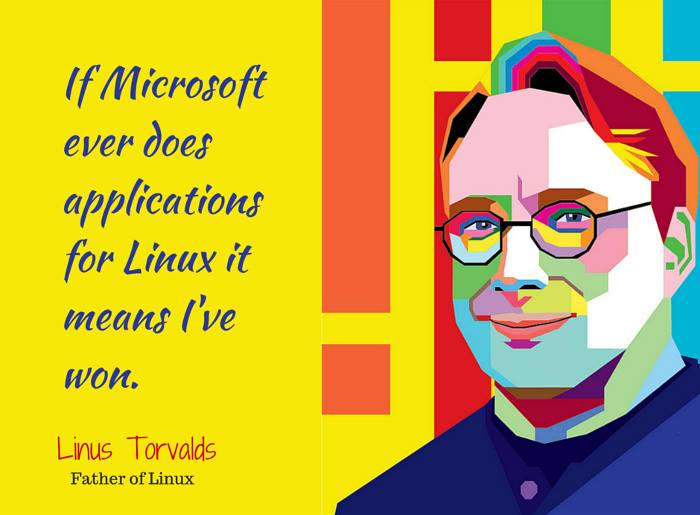 If Microsoft
ever does
applications
for Linux it
means I've
won.
Linus Torvalds
Father of Linux